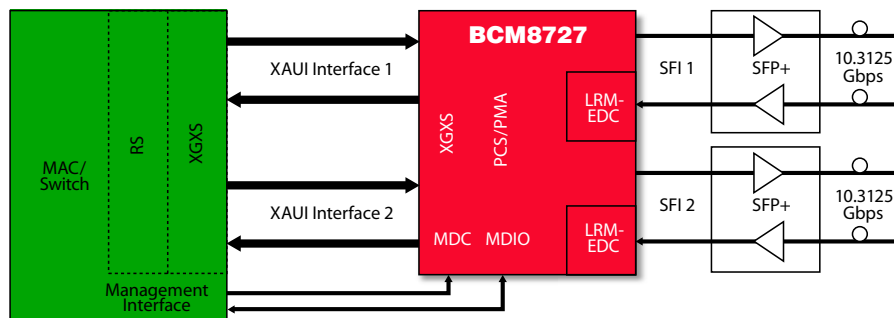 MAC/
Switch
RS
XGXS
Management
Interface
XAUI Interface 1
XAUI Interface 2
BCM8727
XGXS
PCS/PMA
LRM-
EDC
LRM-
EDC
MDC
MDIO
SFI 1
SFP+
10.3125
Gbps
SFI 2
SFP+
10.3125
Gbps